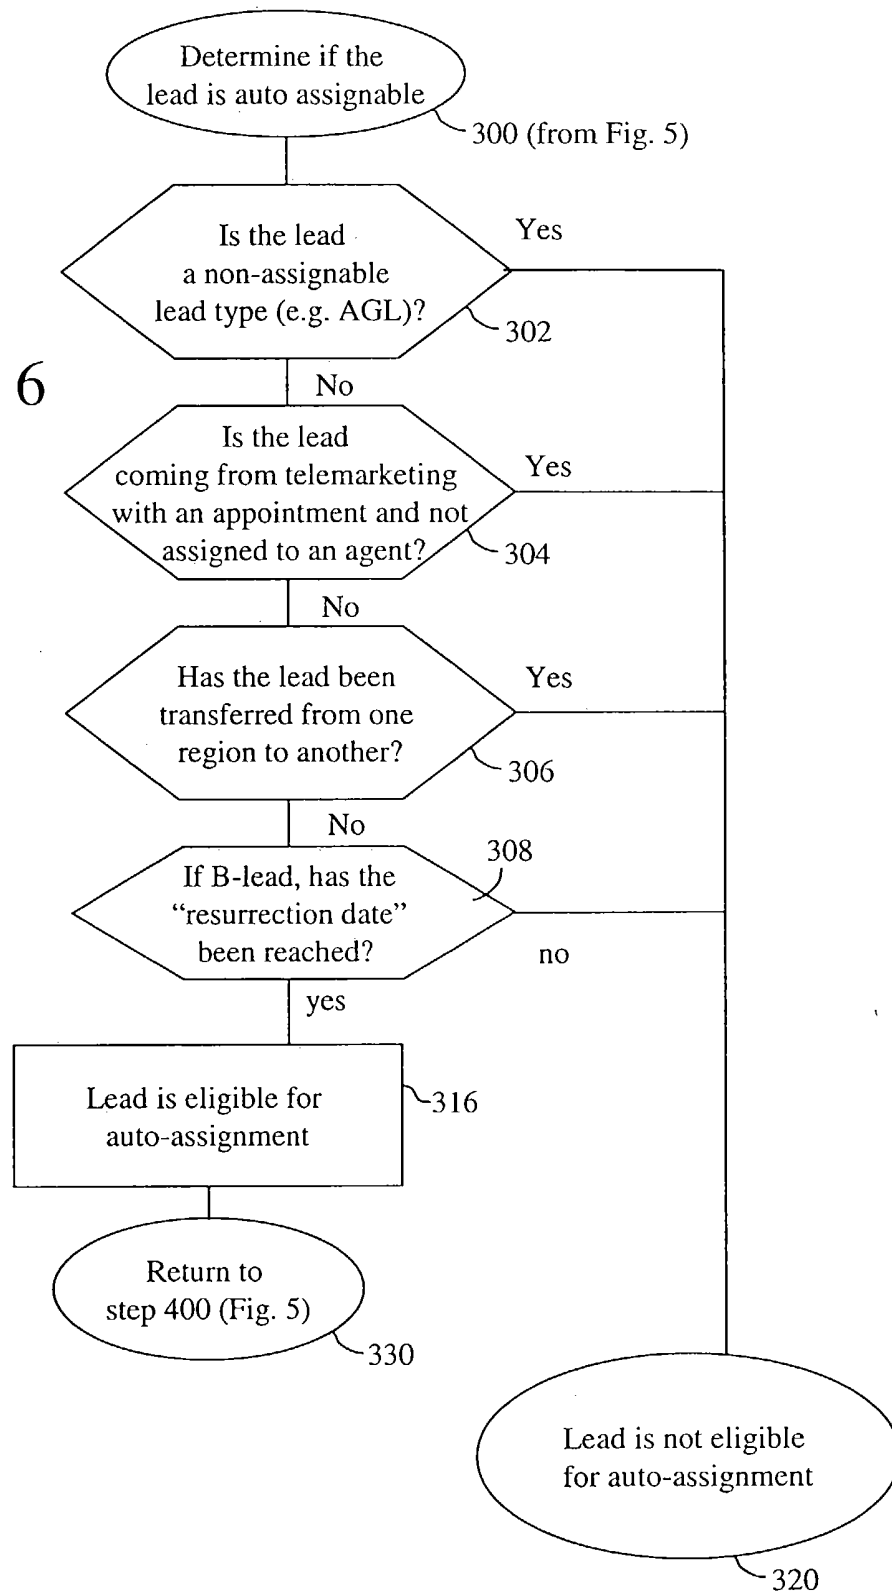 Determine if the
lead is auto assignable
300 (from Fig. 5)
Is the lead
a non-assignable
lead type (e.g. AGL)?
Yes
302
6
No
Is the lead
coming from telemarketing
with an appointment and not
assigned to an agent?
Yes
304
No
Has the lead been
transferred from one
region to another?
Yes
306
No
If B-lead, has the
“resurrection date”
been reached?
308
no
yes
Lead is eligible for
auto-assignment
316
Return to
step 400 (Fig. 5)
330
Lead is not eligible
for auto-assignment
320